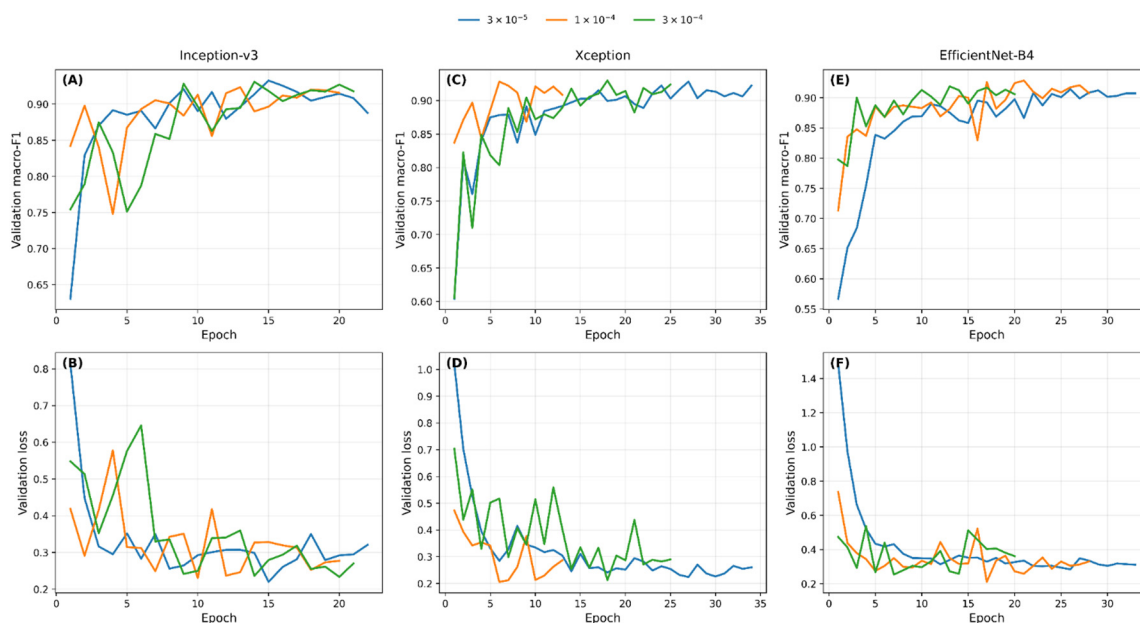 3 × 10⁻⁵ 1 × 10⁻⁴ 3 × 10⁻⁴
Inception-v3 Xception EfficientNet-B4
(A) (C) (E)
Validation macro-F1
0.90
0.85
0.80
0.75
0.70
0.65
0 5 10 15 20
Epoch
Validation macro-F1
0.90
0.85
0.80
0.75
0.70
0.65
0.60
0 5 10 15 20 25 30 35
Epoch
Validation macro-F1
0.90
0.85
0.80
0.75
0.70
0.65
0.60
0.55
0 5 10 15 20 25 30
Epoch
(B) (D) (F)
Validation loss
0.8
0.7
0.6
0.5
0.4
0.3
0.2
0 5 10 15 20
Epoch
Validation loss
1.0
0.9
0.8
0.7
0.6
0.5
0.4
0.3
0.2
0 5 10 15 20 25 30 35
Epoch
Validation loss
1.4
1.2
1.0
0.8
0.6
0.4
0.2
0 5 10 15 20 25 30
Epoch